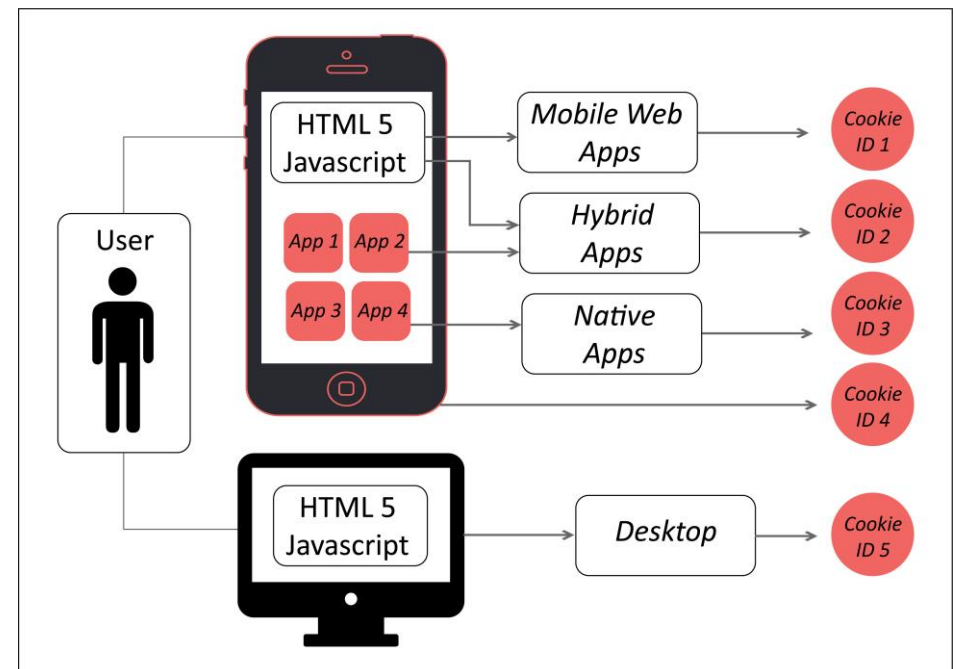 HTML 5
Javascript
Mobile Web
Apps
Cookie
ID 1
User
App 1 App 2
Hybrid
Apps
Cookie
ID 2
App 3 App 4
Native
Apps
Cookie
ID 3
Cookie
ID 4
HTML 5
Javascript
Desktop
Cookie
ID 5